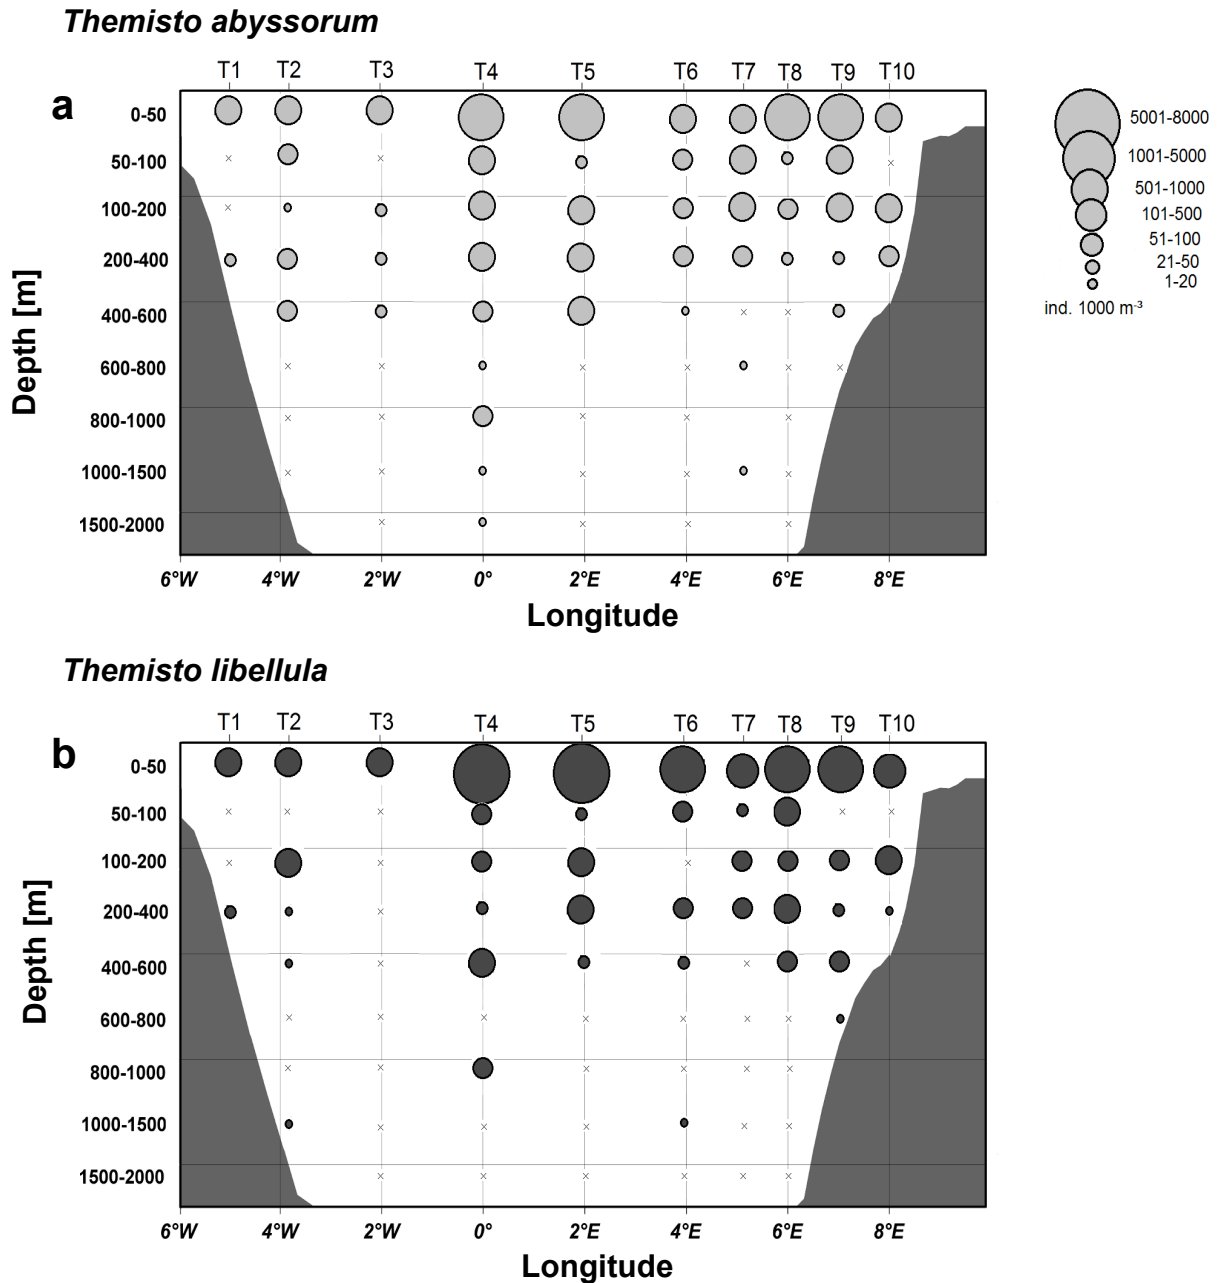 Themisto abyssorum
a
T1 T2 T3 T4 T5 T6 T7 T8 T9 T10
0-50
50-100
100-200
200-400
400-600
600-800
800-1000
1000-1500
1500-2000
Depth [m]
6°W 4°W 2°W 0° 2°E 4°E 6°E 8°E
Longitude
5001-8000
1001-5000
501-1000
101-500
51-100
21-50
1-20
ind. 1000 m⁻³
Themisto libellula
b
T1 T2 T3 T4 T5 T6 T7 T8 T9 T10
0-50
50-100
100-200
200-400
400-600
600-800
800-1000
1000-1500
1500-2000
Depth [m]
6°W 4°W 2°W 0° 2°E 4°E 6°E 8°E
Longitude